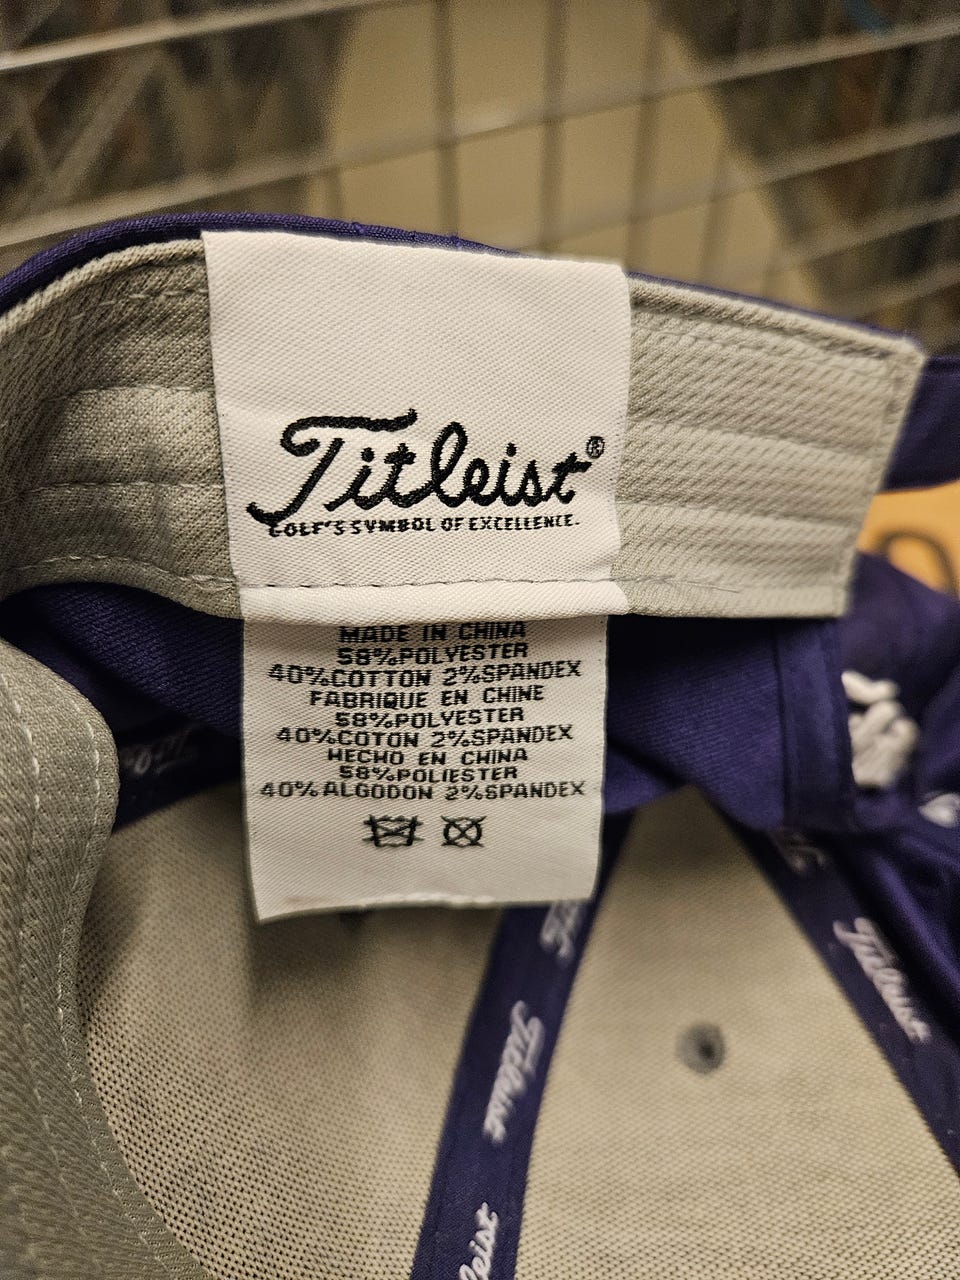 Titleist®
GOLF'S SYMBOL OF EXCELLENCE.
MADE IN CHINA
58%POLYESTER
40%COTTON 2%SPANDEX
FABRIQUE EN CHINE
58%POLYESTER
40%COTON 2%SPANDEX
HECHO EN CHINA
58%POLIESTER
40%ALGODON 2%SPANDEX
Titleist
Titleist
leist